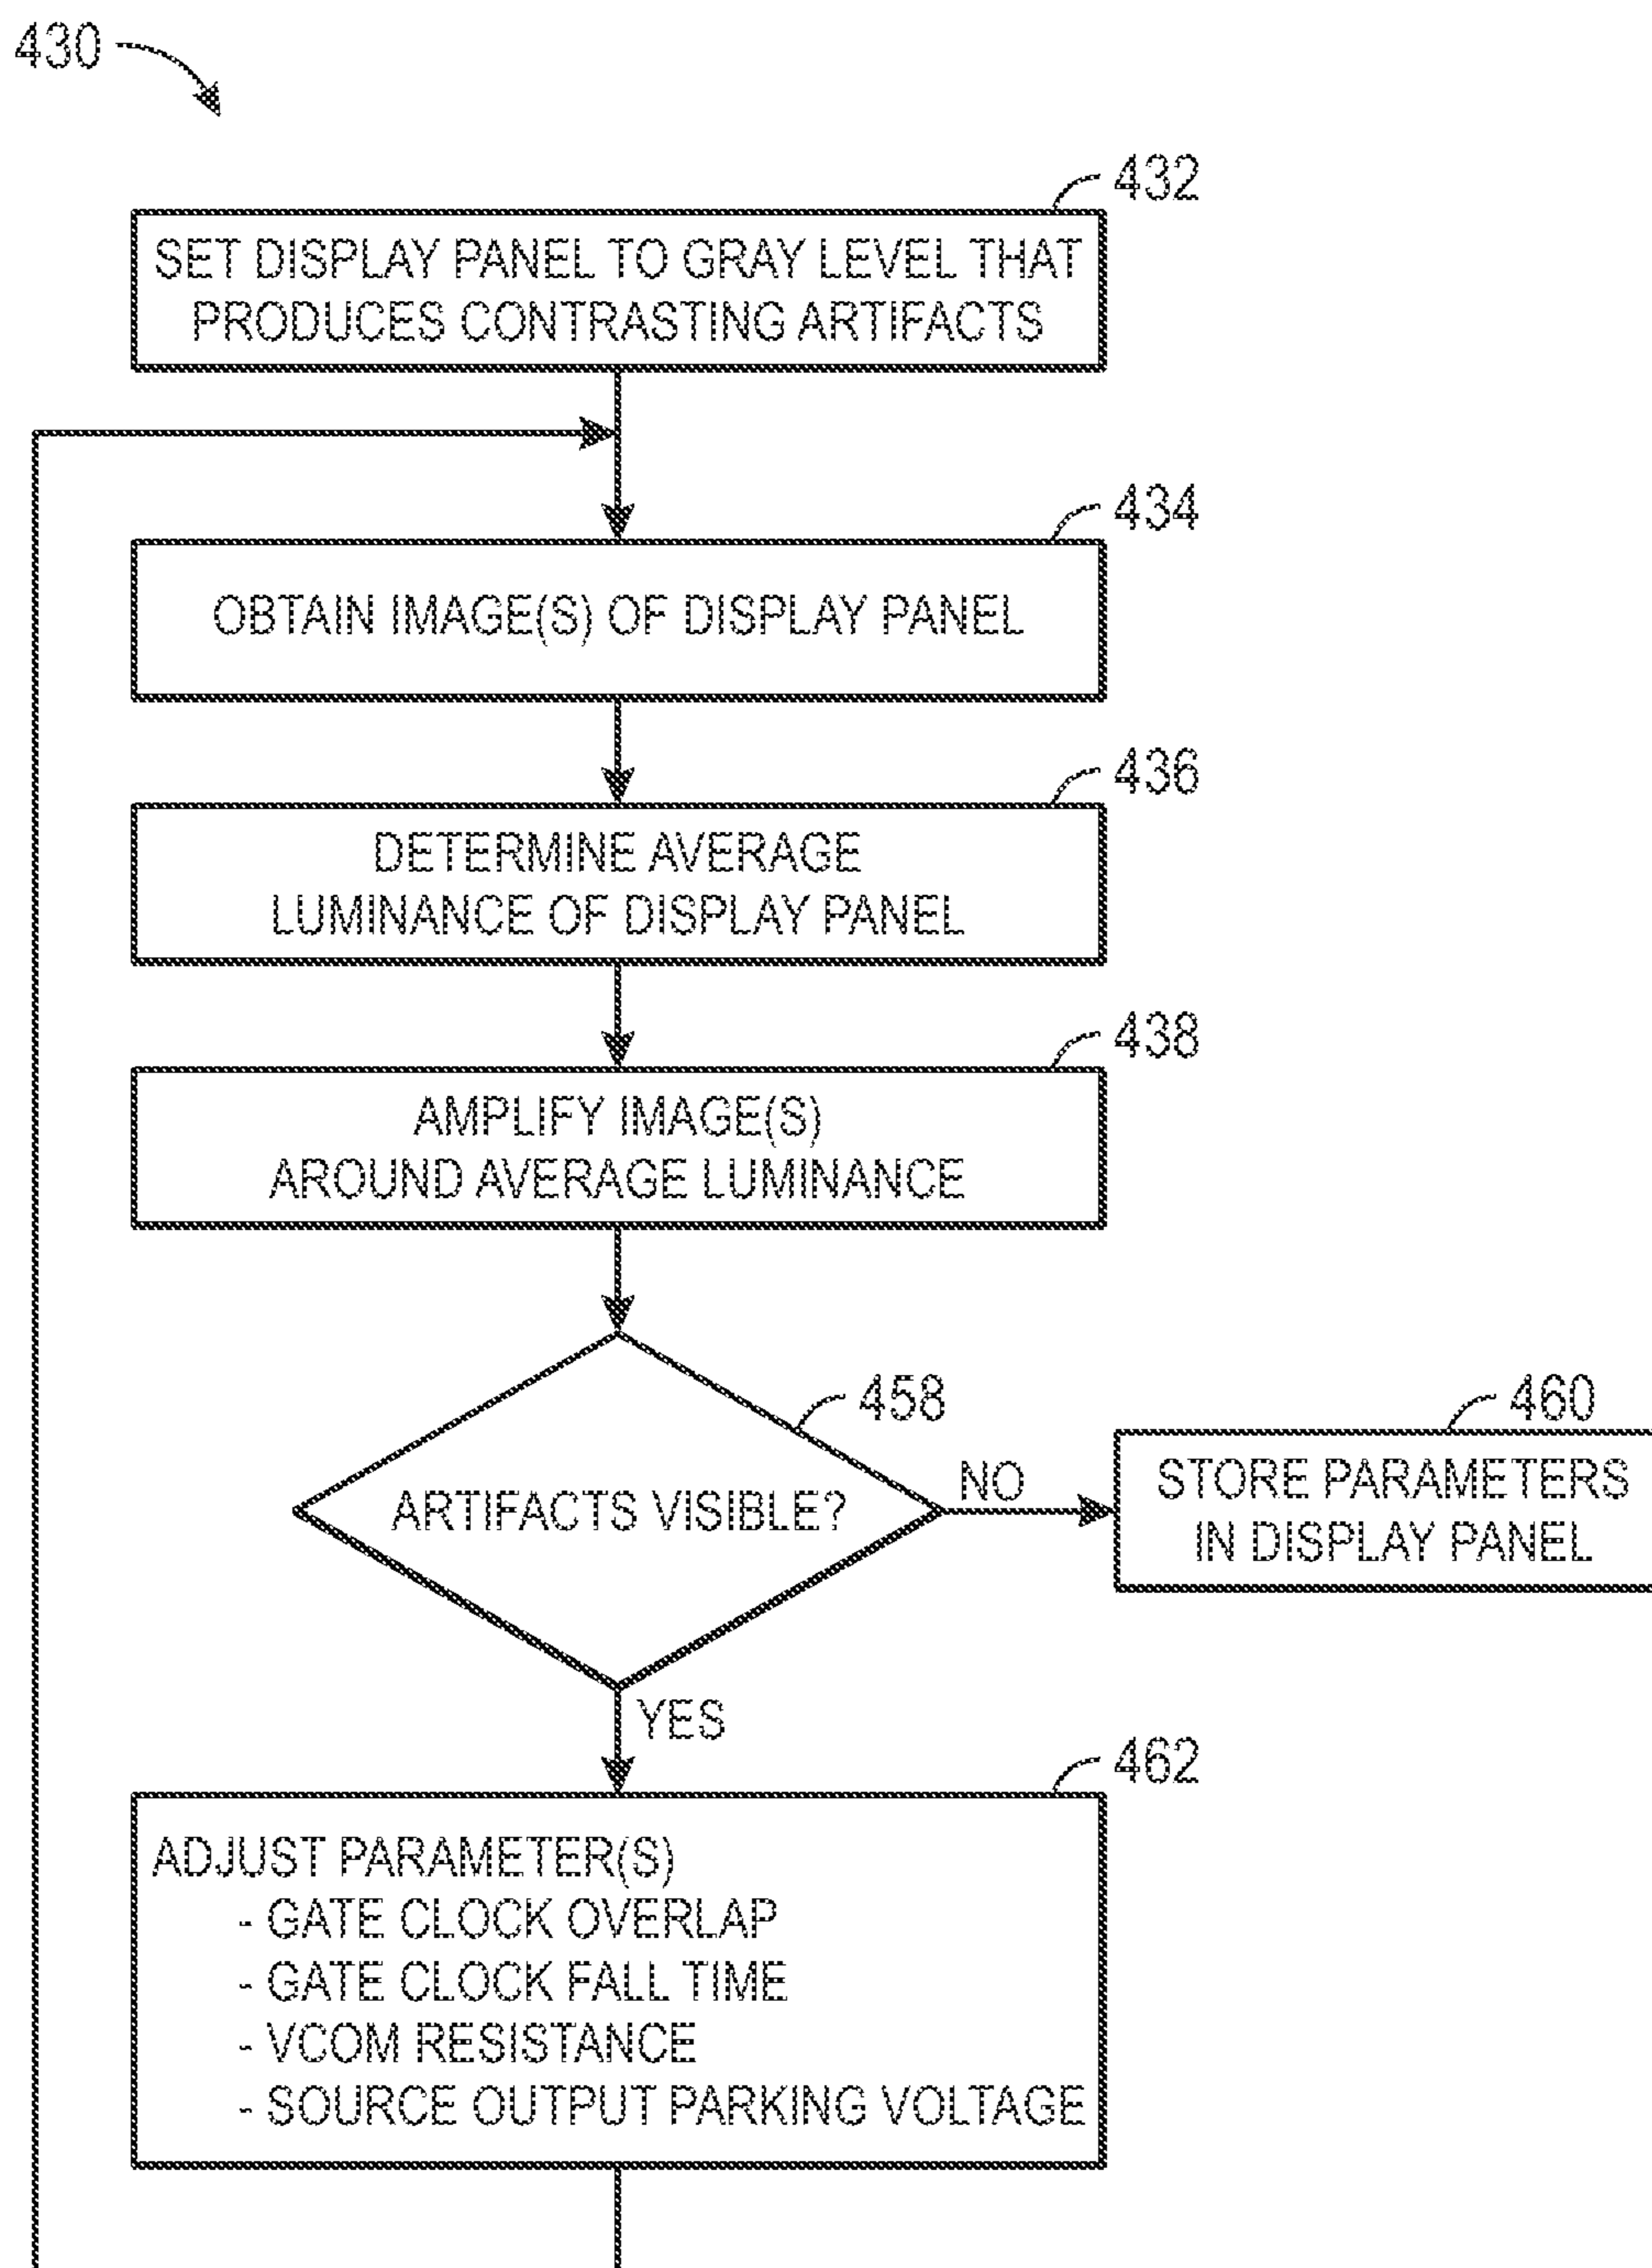 430
432
SET DISPLAY PANEL TO GRAY LEVEL THAT
PRODUCES CONTRASTING ARTIFACTS
434
OBTAIN IMAGE(S) OF DISPLAY PANEL
436
DETERMINE AVERAGE
LUMINANCE OF DISPLAY PANEL
438
AMPLIFY IMAGE(S)
AROUND AVERAGE LUMINANCE
458
ARTIFACTS VISIBLE?
NO
460
STORE PARAMETERS
IN DISPLAY PANEL
YES
462
ADJUST PARAMETER(S)
- GATE CLOCK OVERLAP
- GATE CLOCK FALL TIME
- VCOM RESISTANCE
- SOURCE OUTPUT PARKING VOLTAGE